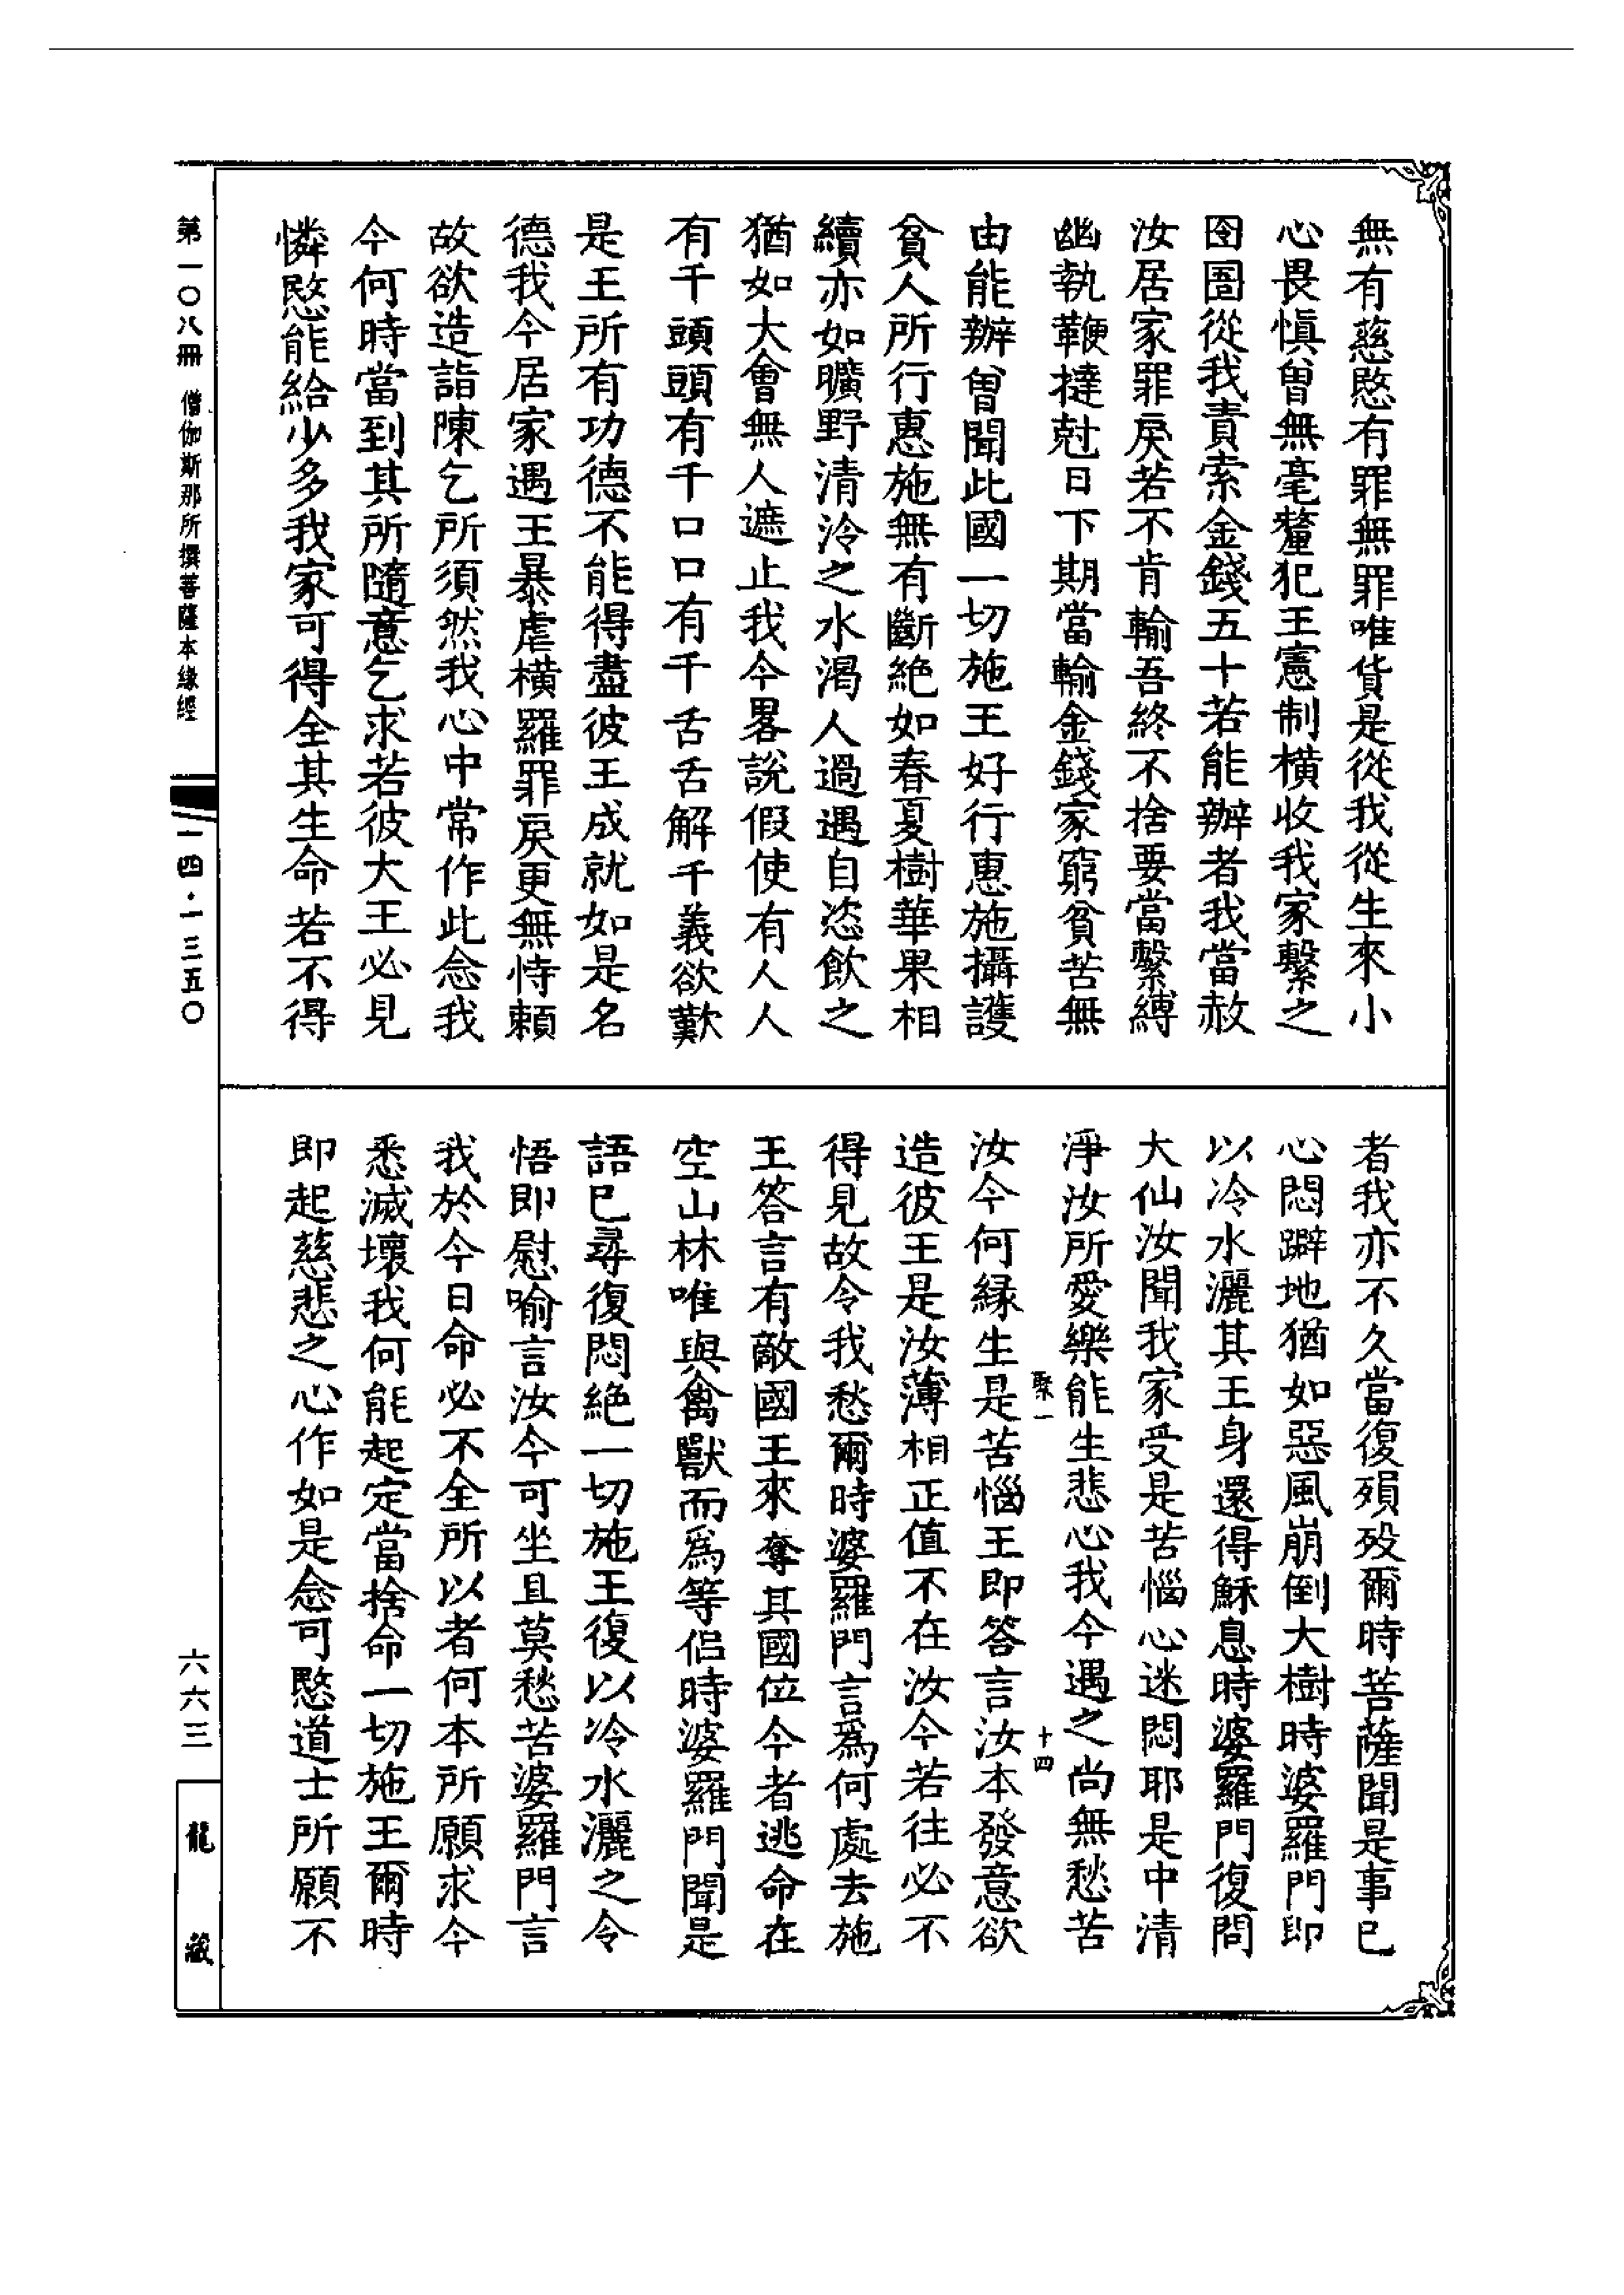 無有慈愍有罪無罪唯貨是從我從生來小
心畏慎曾無毫釐犯王憲制橫收我家繫之
囹圄從我責索金錢五十若能辦者我當赦
汝居家罪戾若不肯輸吾終不捨要當繫縛
幽執鞭撻尅日下期當輸金錢家窮貧苦無
由能辦曾聞此國一切施王好行惠施攝護
貧人所行惠施無有斷絶如春夏樹華果相
續亦如曠野清泠之水渴人過遇自恣飲之
猶如大會無人遮止我今畧說假使有人人
有千頭頭有千口口有千舌舌解千義欲歎
是王所有功德不能得盡彼王成就如是名
德我今居家遇王暴虐橫羅罪戾更無恃賴
故欲造詣陳乞所須然我心中常作此念我
今何時當到其所隨意乞求若彼大王必見
憐愍能給少多我家可得全其生命若不得
者我亦不久當復殞歿爾時菩薩聞是事已
心悶躃地猶如惡風崩倒大樹時婆羅門即
以冷水灑其王身還得穌息時婆羅門復問
大仙汝聞我家受是苦惱心迷悶耶是中清
淨汝所愛樂能生悲心我今遇之尚無愁苦
聚一
十四
汝今何緣生是苦惱王即答言汝本發意欲
造彼王是汝薄相正值不在汝今若往必不
得見故令我愁爾時婆羅門言爲何處去施
王答言有敵國王來奪其國位今者逃命在
空山林唯與禽獸而爲等侣時婆羅門聞是
語已尋復悶絶一切施王復以冷水灑之令
悟即慰喻言汝今可坐且莫愁苦婆羅門言
我於今日命必不全所以者何本所願求今
悉滅壞我何能起定當捨命一切施王爾時
即起慈悲之心作如是念可愍道士所願不
第一〇八冊 僧伽斯那所撰菩薩本緣經
一四·一三五〇
六六三
龍藏